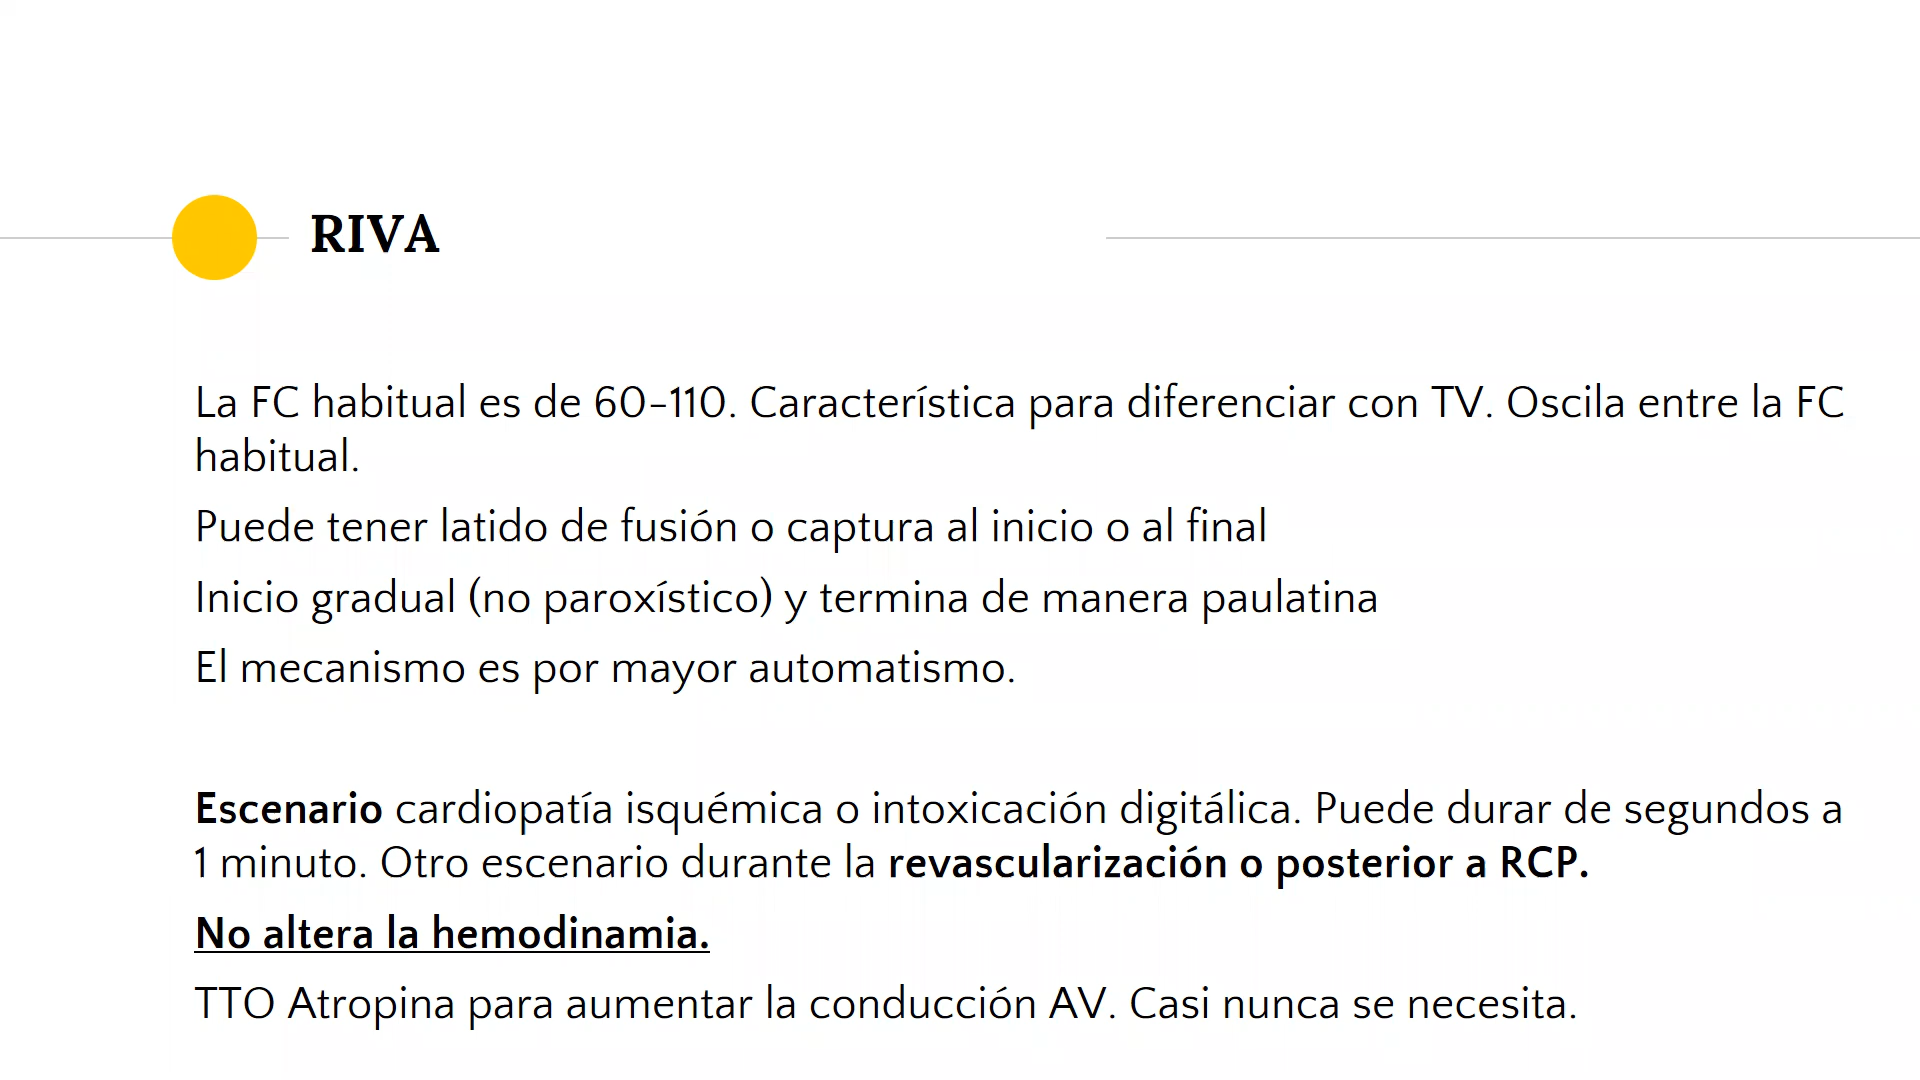 RIVA
La FC habitual es de 60-110. Característica para diferenciar con TV. Oscila entre la FC
habitual.
Puede tener latido de fusión o captura al inicio o al final
Inicio gradual (no paroxístico) y termina de manera paulatina
El mecanismo es por mayor automatismo.
Escenario cardiopatía isquémica o intoxicación digitálica. Puede durar de segundos a
1 minuto. Otro escenario durante la revascularización o posterior a RCP.
No altera la hemodinamia.
TTO Atropina para aumentar la conducción AV. Casi nunca se necesita.